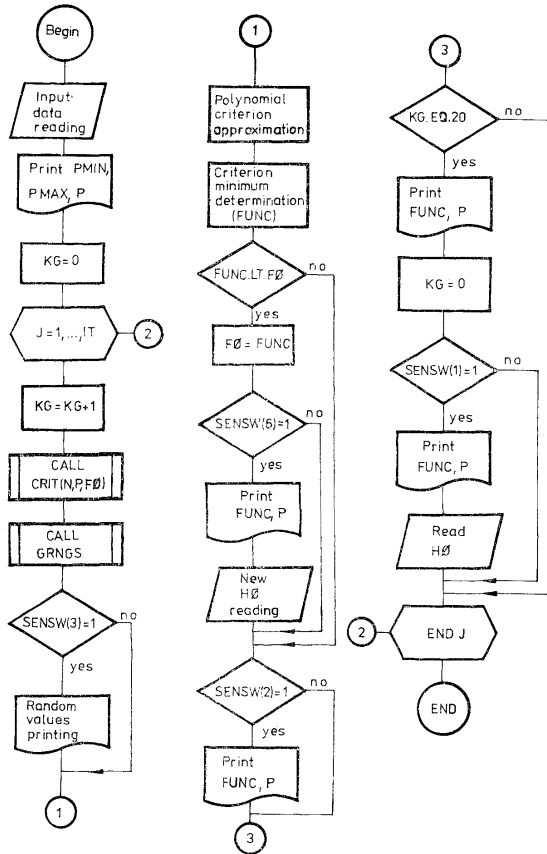 Begin
Input-
data
reading
Print PMIN,
PMAX, P
KG=0
J=1,...,IT
2
KG=KG+1
CALL
CRIT(N,P,FØ)
CALL
GRNGS
SENSW(3)=1
no
yes
Random
values
printing
1
1
Polynomial
criterion
approximation
Criterion
minimum
determination
(FUNC)
FUNC.LT.FØ
no
yes
FØ=FUNC
SENSW(6)=1
no
yes
Print
FUNC, P
New
HØ
reading
SENSW(2)=1
no
yes
Print
FUNC, P
3
3
KG.EQ.20
no
yes
Print
FUNC, P
KG=0
SENSW(1)=1
no
yes
Print
FUNC, P
Read
HØ
2
END J
END